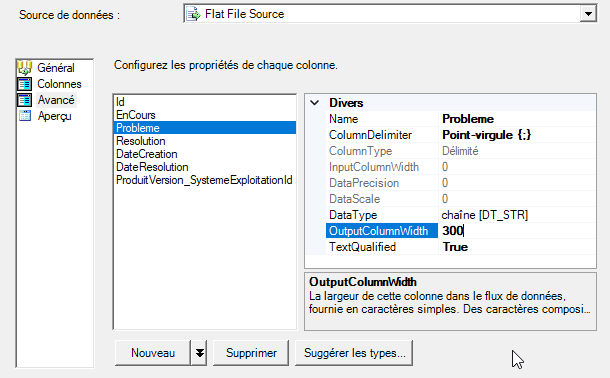 Source de données :
Flat File Source
Général
Colonnes
Avancé
Aperçu
Configurez les propriétés de chaque colonne.
Id
EnCours
Probleme
Resolution
DateCreation
DateResolution
ProduitVersion_SystemeExploitationId
Divers
Name Probleme
ColumnDelimiter Point-virgule {;}
ColumnType Délimité
InputColumnWidth 0
DataPrecision 0
DataScale 0
DataType chaîne [DT_STR]
OutputColumnWidth 300
TextQualified True
OutputColumnWidth
La largeur de cette colonne dans le flux de données,
fournie en caractères simples. Des caractères composi...
Nouveau
Supprimer
Suggérer les types...